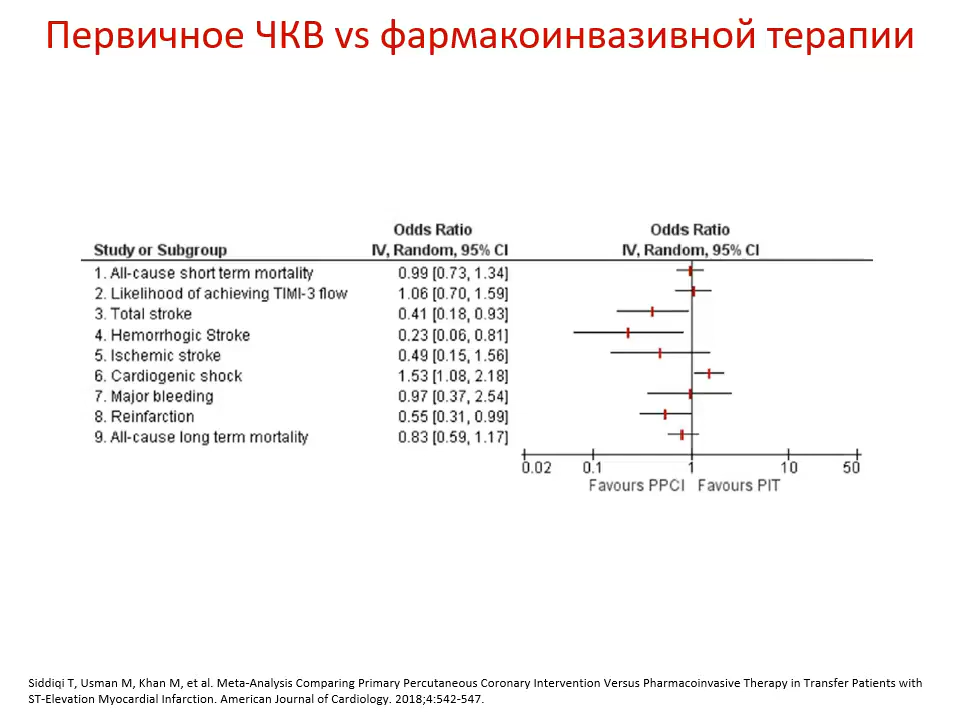 Первичное ЧКВ vs фармакоинвазивной терапии
Odds Ratio Odds Ratio
Study or Subgroup IV, Random, 95% CI IV, Random, 95% CI
1. All-cause short term mortality 0.99 [0.73, 1.34]
2. Likelihood of achieving TIMI-3 flow 1.06 [0.70, 1.59]
3. Total stroke 0.41 [0.18, 0.93]
4. Hemorrhogic Stroke 0.23 [0.06, 0.81]
5. Ischemic stroke 0.49 [0.15, 1.56]
6. Cardiogenic shock 1.53 [1.08, 2.18]
7. Major bleeding 0.97 [0.37, 2.54]
8. Reinfarction 0.55 [0.31, 0.99]
9. All-cause long term mortality 0.83 [0.59, 1.17]
0.02 0.1 1 10 50
Favours PPCI Favours PIT
Siddiqi T, Usman M, Khan M, et al. Meta-Analysis Comparing Primary Percutaneous Coronary Intervention Versus Pharmacoinvasive Therapy in Transfer Patients with
ST-Elevation Myocardial Infarction. American Journal of Cardiology. 2018;4:542-547.